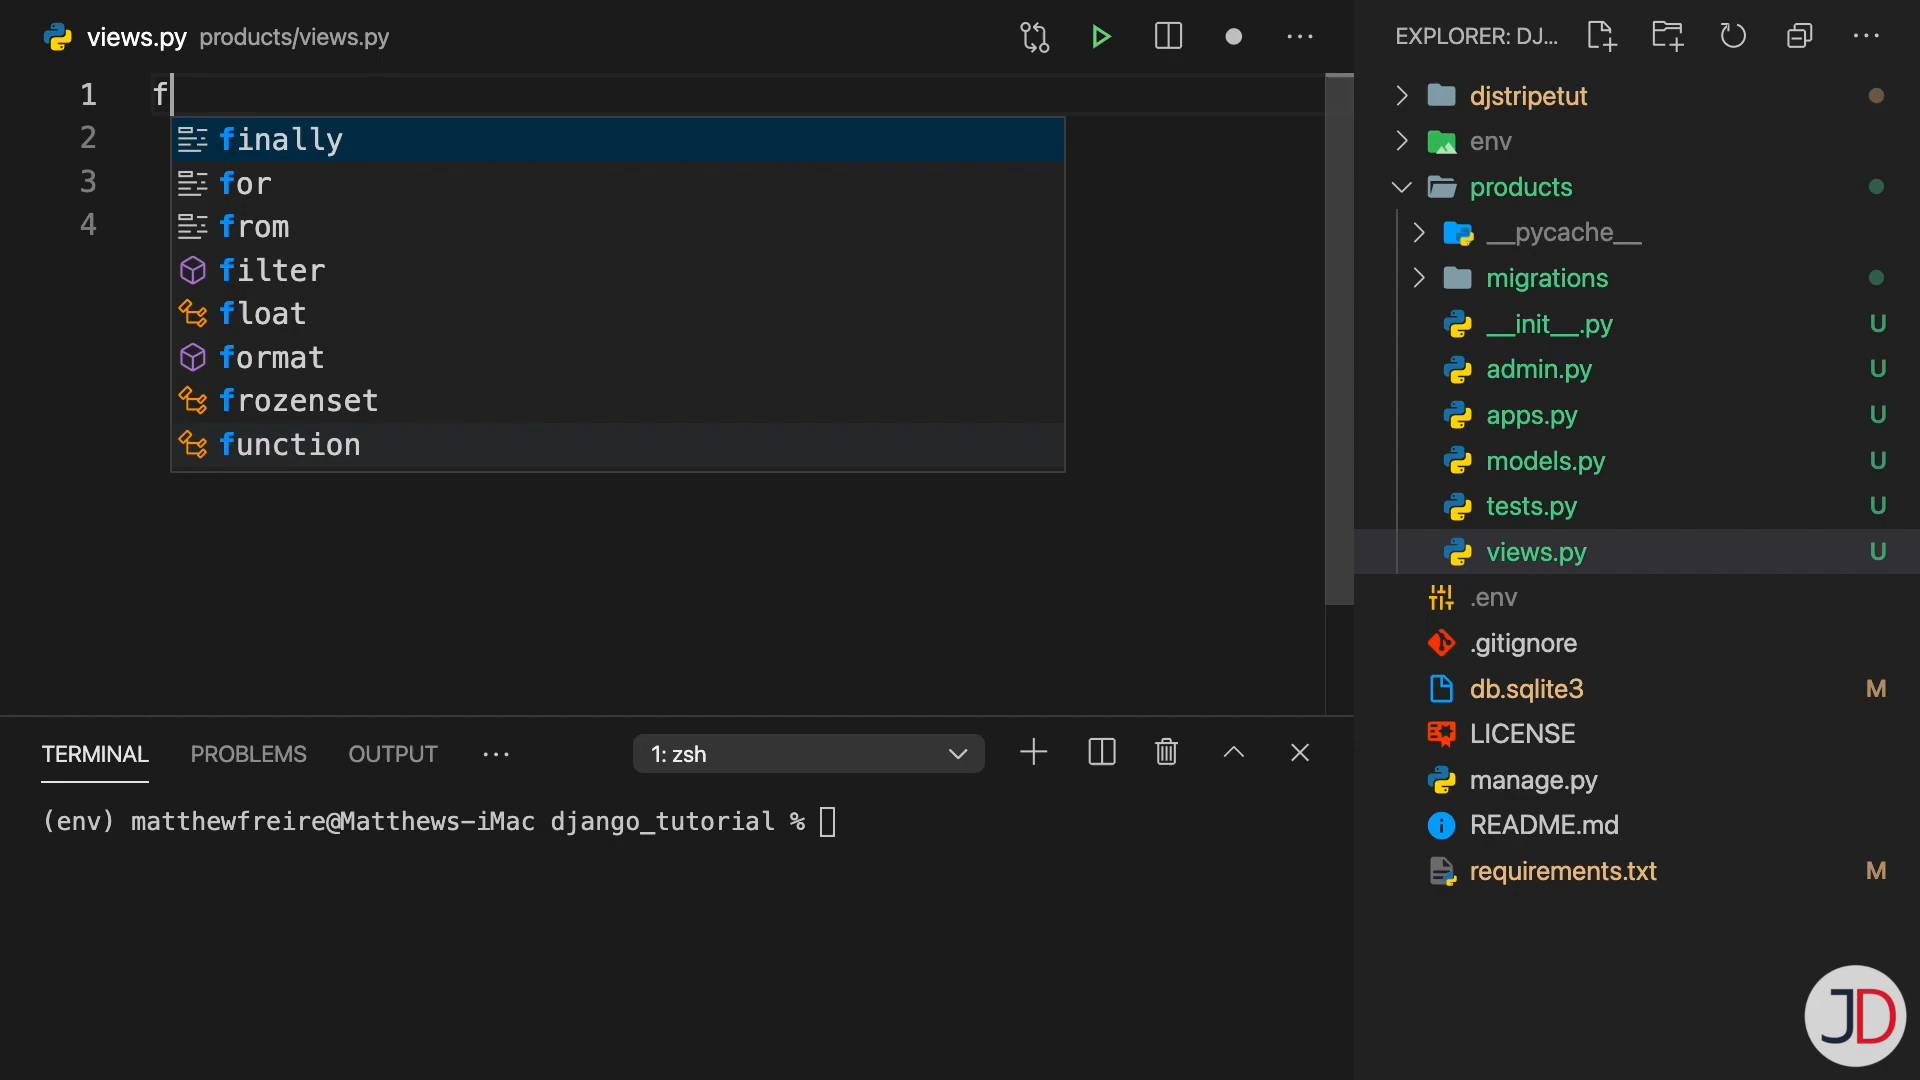 views.py products/views.py
1 f
2
3
4
finally
for
from
filter
float
format
frozenset
function
TERMINAL PROBLEMS OUTPUT ··· 1: zsh
(env) matthewfreire@Matthews-iMac django_tutorial %
EXPLORER: DJ...
djstripetut
env
products
__pycache__
migrations
__init__.py U
admin.py U
apps.py U
models.py U
tests.py U
views.py U
.env
.gitignore
db.sqlite3 M
LICENSE
manage.py
README.md
requirements.txt M
JD